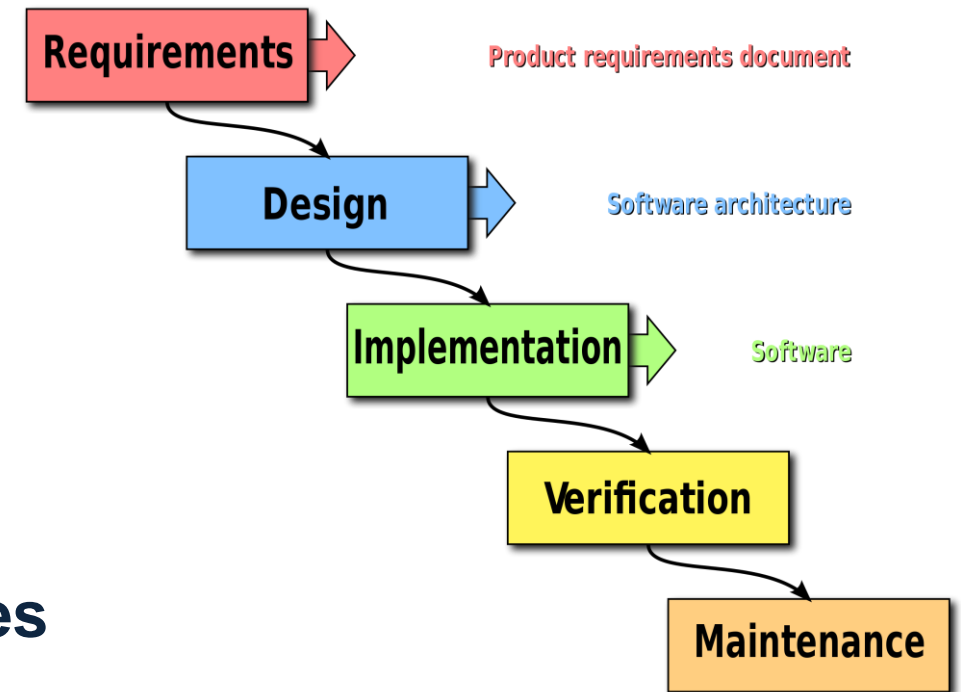 Requirements
Product requirements document
Design
Software architecture
Implementation
Software
Verification
es
Maintenance